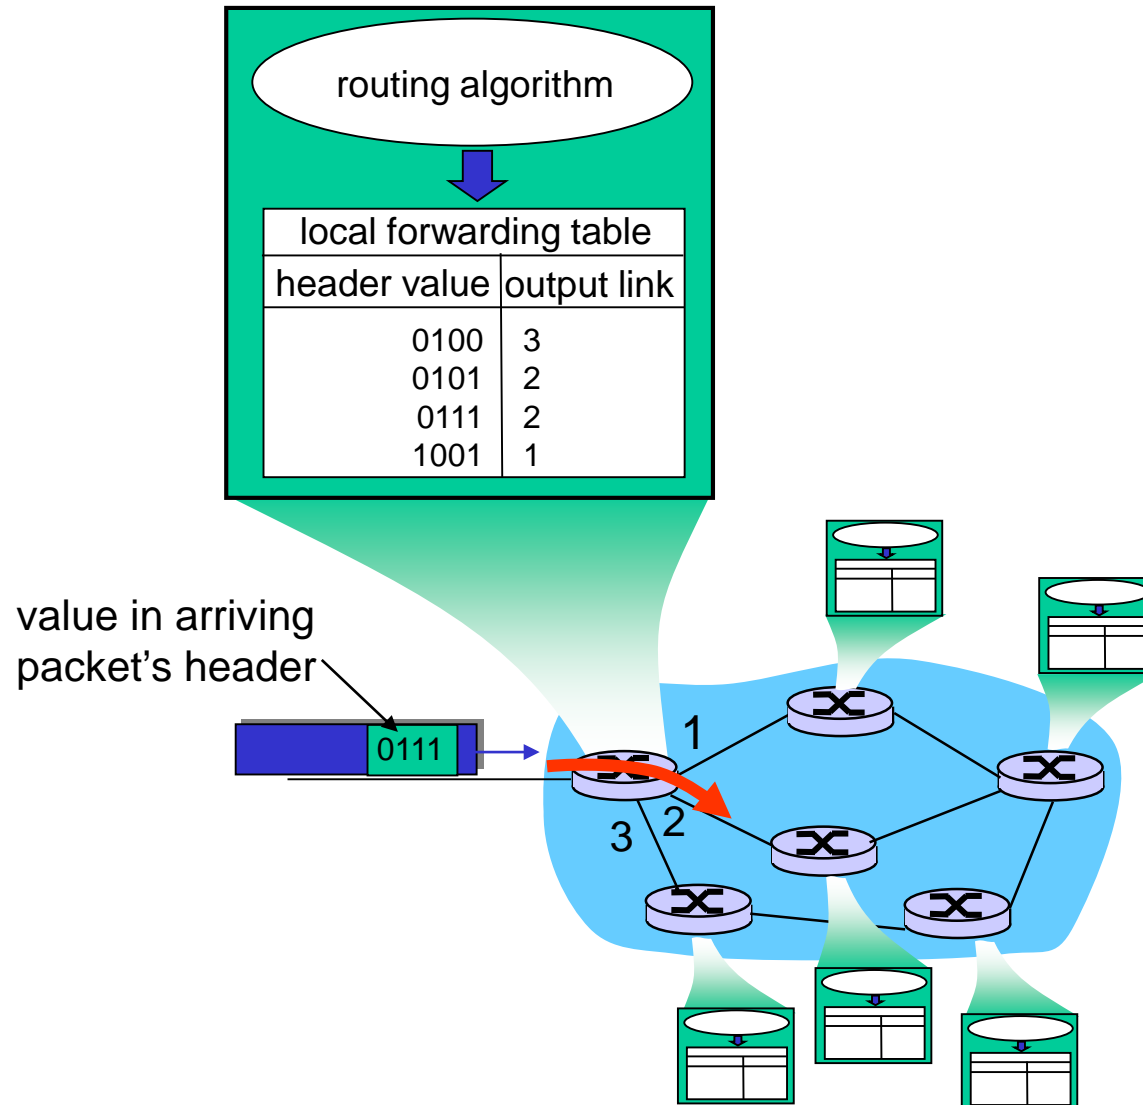 routing algorithm
local forwarding table
header value output link
0100 3
0101 2
0111 2
1001 1
value in arriving
packet's header
0111
1
2
3